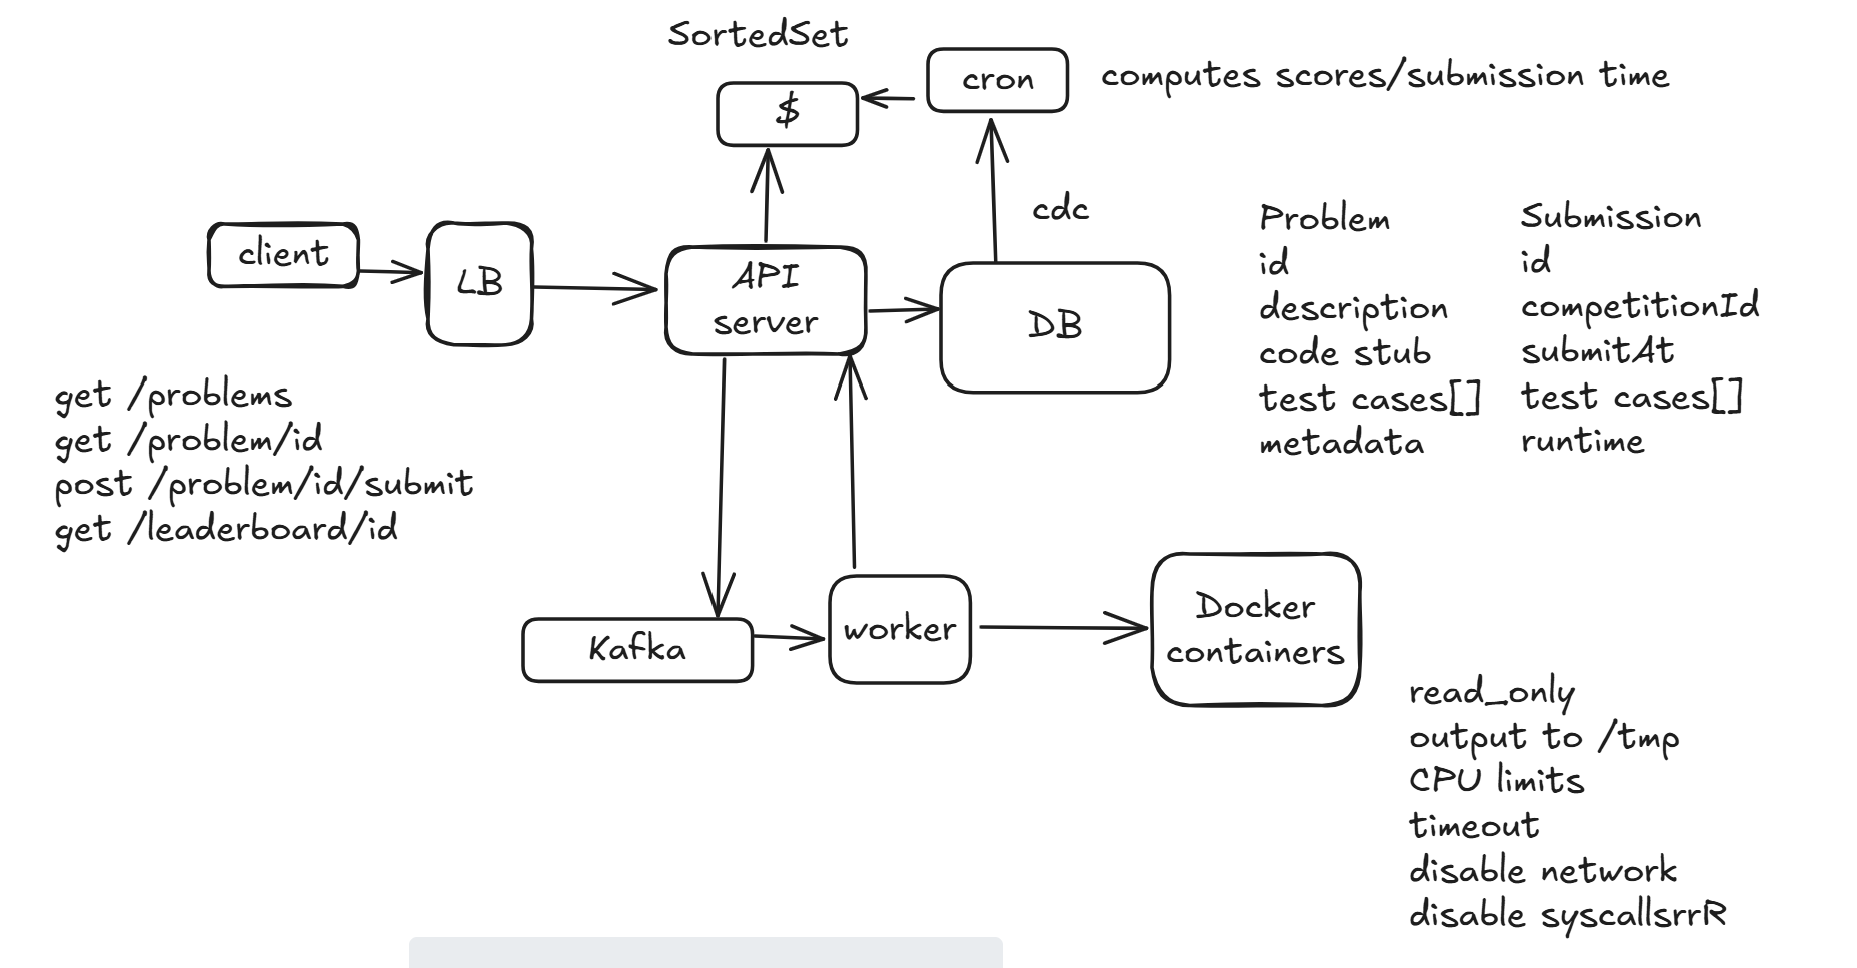 SortedSet
$
cron
computes scores/submission time
client
LB
API
server
cdc
DB
Problem
id
description
code stub
test cases[]
metadata
Submission
id
competitionId
submitAt
test cases[]
runtime
get /problems
get /problem/id
post /problem/id/submit
get /leaderboard/id
Kafka
worker
Docker
containers
read_only
output to /tmp
CPU limits
timeout
disable network
disable syscallsrrR